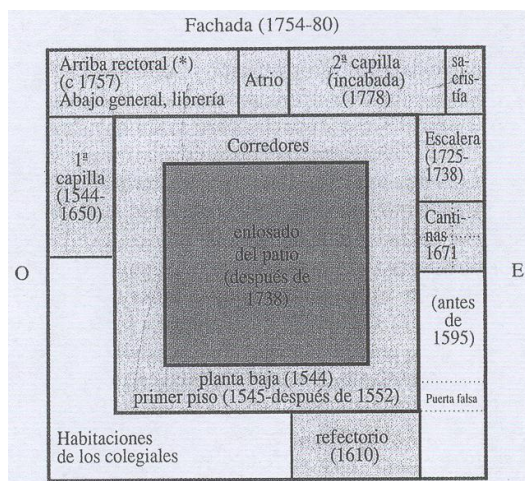 Fachada (1754-80)
Arriba rectoral (*)
(c 1757)
Abajo general, librería
Atrio
2ª capilla
(incabada)
(1778)
sa-
cris-
tía
1ª
capilla
(1544-
1650)
Corredores
Escalera
(1725-
1738)
Canti-
nas
1671
enlosado
del patio
(después de
1738)
O
E
(antes
de
1595)
planta baja (1544)
primer piso (1545-después de 1552)
Puerta falsa
Habitaciones
de los colegiales
refectorio
(1610)